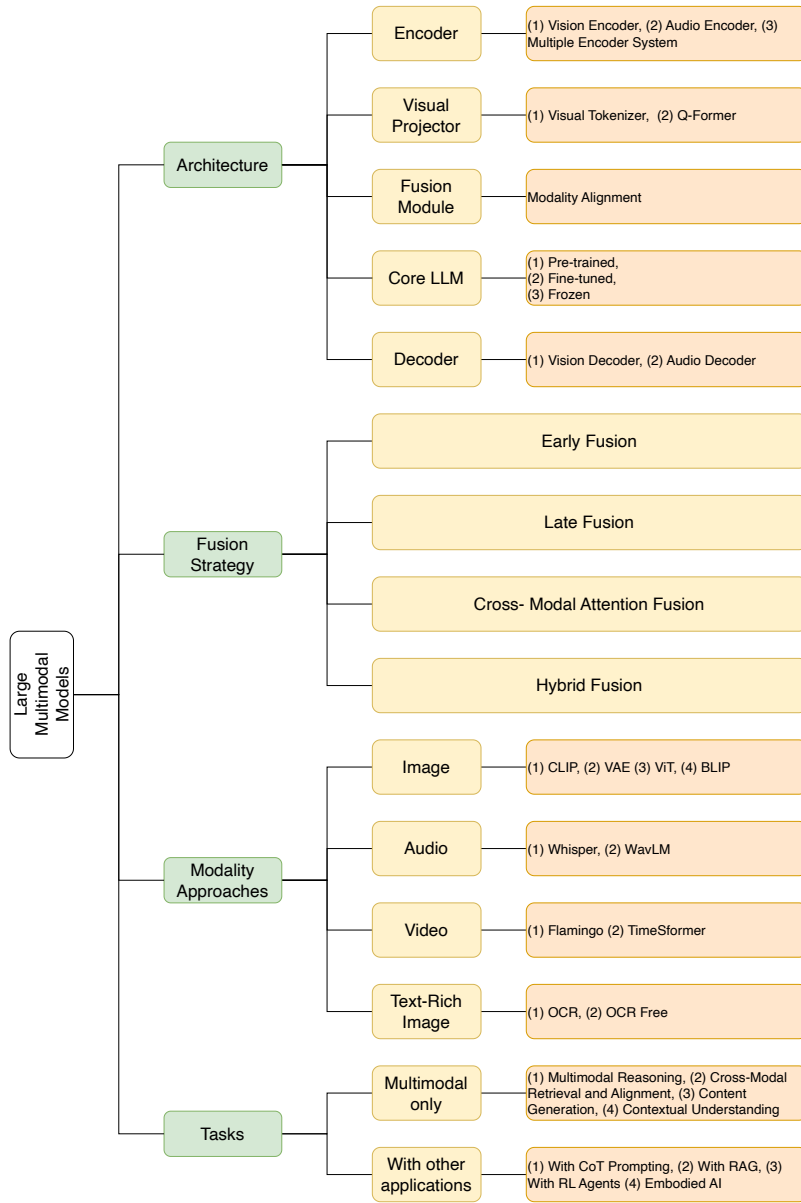 Large
Multimodal
Models
Architecture
Encoder
(1) Vision Encoder, (2) Audio Encoder, (3)
Multiple Encoder System
Visual
Projector
(1) Visual Tokenizer, (2) Q-Former
Fusion
Module
Modality Alignment
Core LLM
(1) Pre-trained,
(2) Fine-tuned,
(3) Frozen
Decoder
(1) Vision Decoder, (2) Audio Decoder
Fusion
Strategy
Early Fusion
Late Fusion
Cross- Modal Attention Fusion
Hybrid Fusion
Modality
Approaches
Image
(1) CLIP, (2) VAE (3) ViT, (4) BLIP
Audio
(1) Whisper, (2) WavLM
Video
(1) Flamingo (2) TimeSformer
Text-Rich
Image
(1) OCR, (2) OCR Free
Tasks
Multimodal
only
(1) Multimodal Reasoning, (2) Cross-Modal
Retrieval and Alignment, (3) Content
Generation, (4) Contextual Understanding
With other
applications
(1) With CoT Prompting, (2) With RAG, (3)
With RL Agents (4) Embodied AI